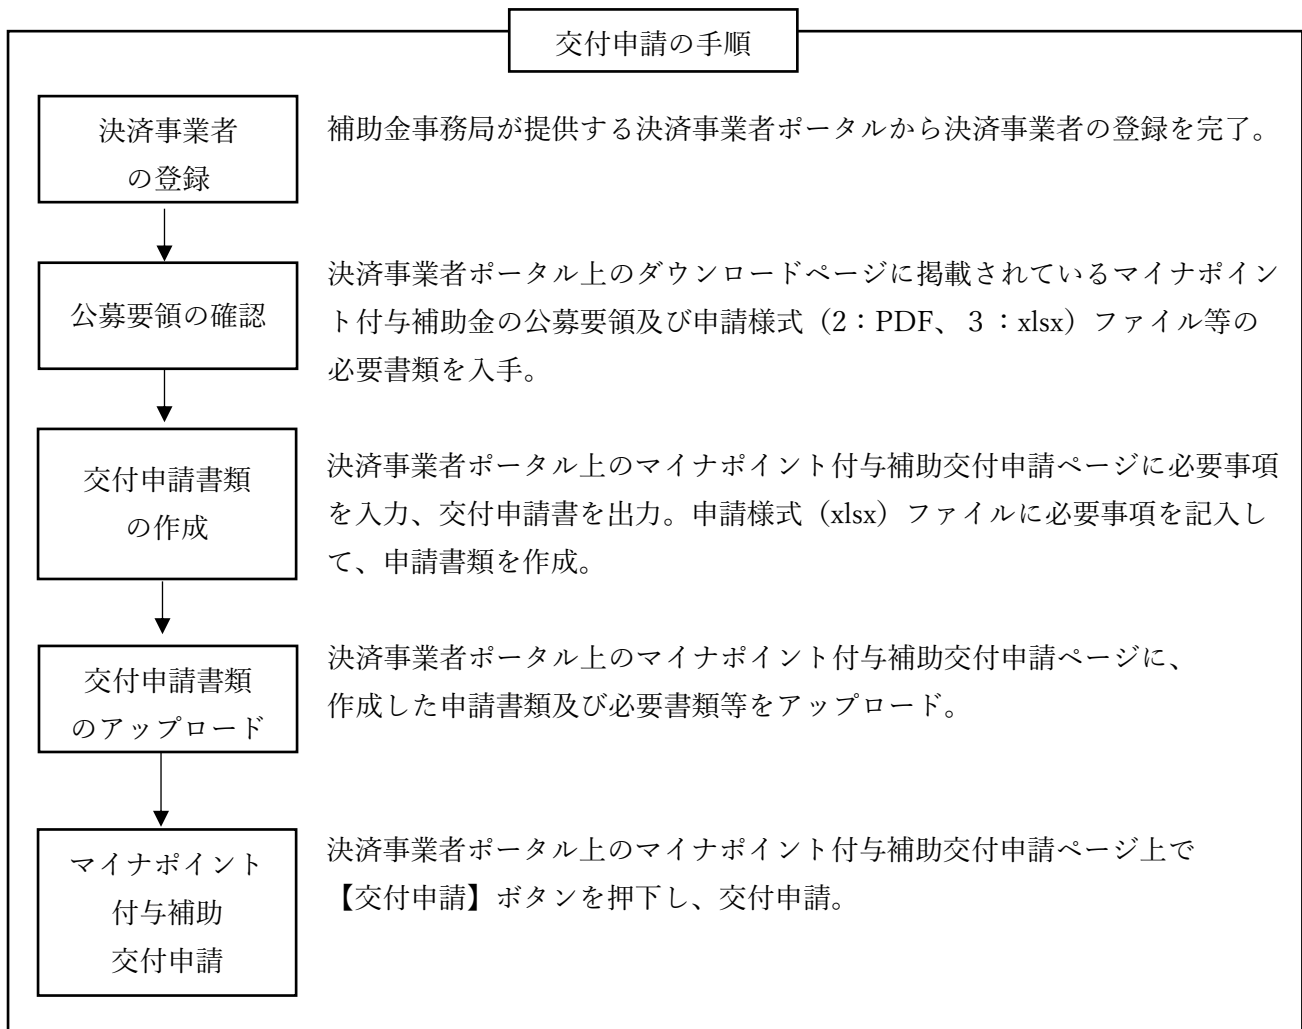 交付申請の手順
決済事業者
の登録
補助金事務局が提供する決済事業者ポータルから決済事業者の登録を完了。
公募要領の確認
決済事業者ポータル上のダウンロードページに掲載されているマイナポイン
ト付与補助金の公募要領及び申請様式（2：PDF、３：xlsx）ファイル等の
必要書類を入手。
交付申請書類
の作成
決済事業者ポータル上のマイナポイント付与補助交付申請ページに必要事項
を入力、交付申請書を出力。申請様式（xlsx）ファイルに必要事項を記入し
て、申請書類を作成。
交付申請書類
のアップロード
決済事業者ポータル上のマイナポイント付与補助交付申請ページに、
作成した申請書類及び必要書類等をアップロード。
マイナポイント
付与補助
交付申請
決済事業者ポータル上のマイナポイント付与補助交付申請ページ上で
【交付申請】ボタンを押下し、交付申請。